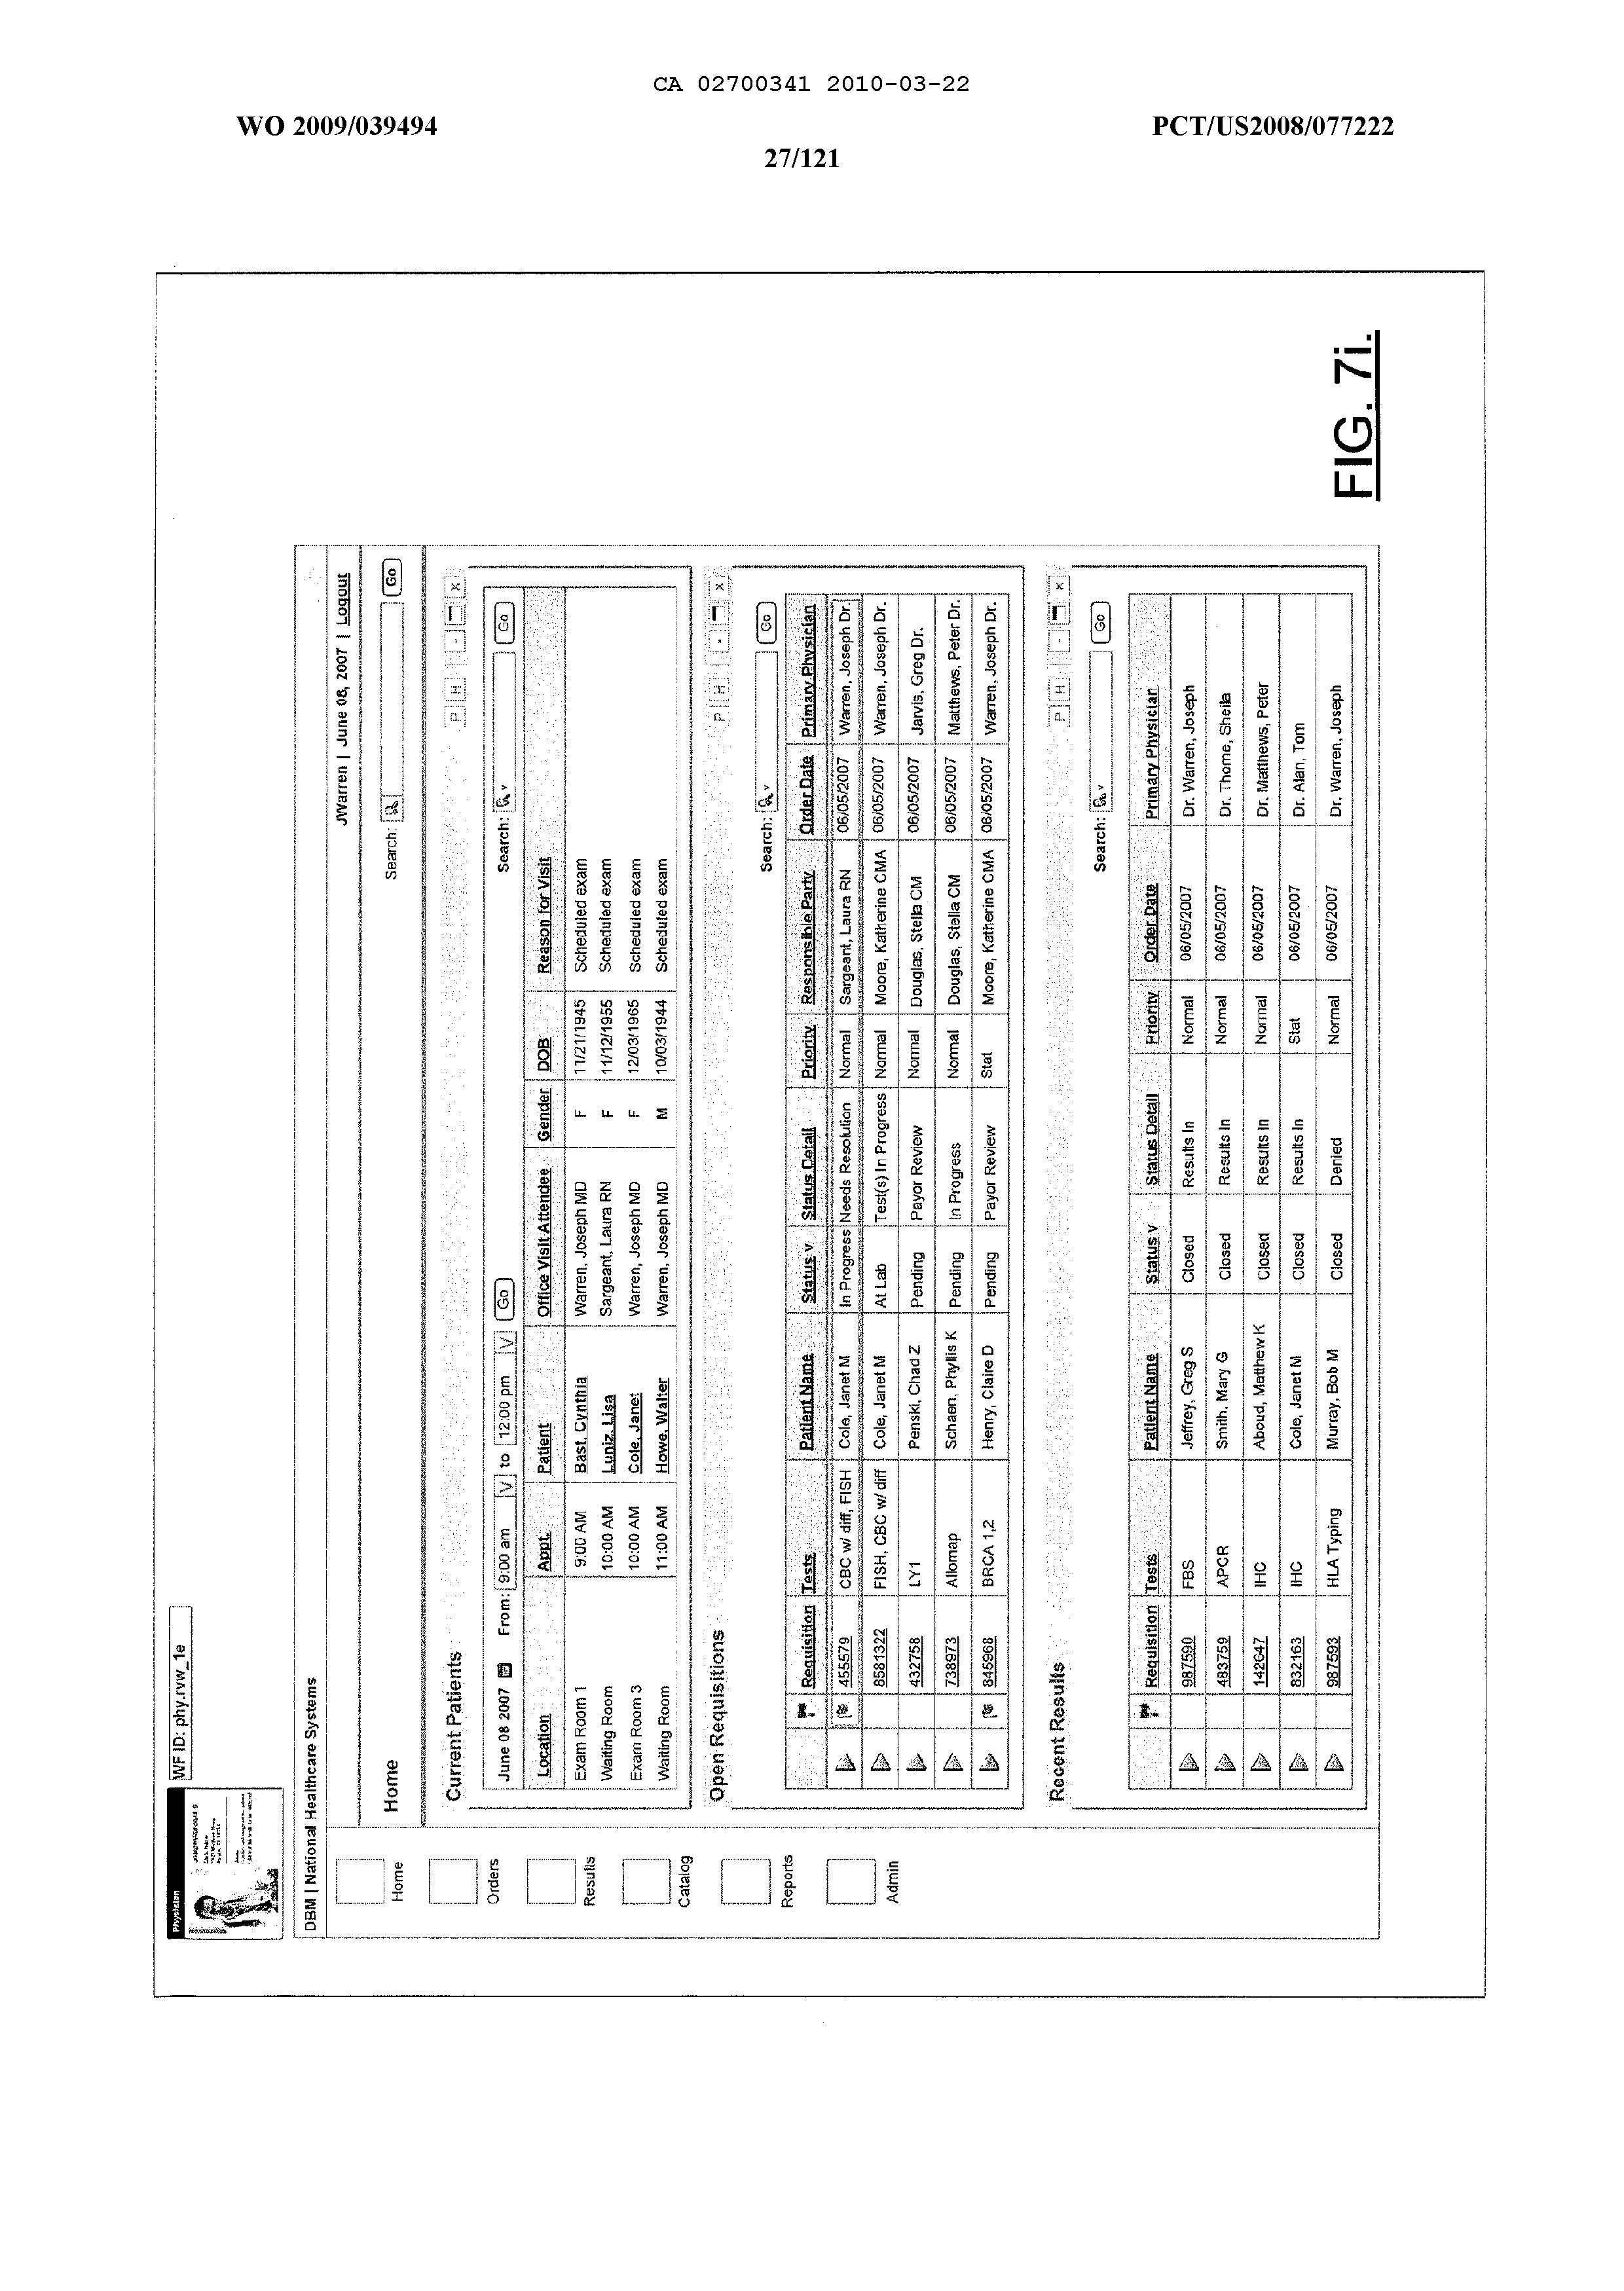 CA 02700341 2010-03-22
WO 2009/039494 PCT/US2008/077222
27/121
Physician
WF ID: phy.rvw_1e
DBM | National Healthcare Systems
JWarren | June 08, 2007 | Logout
Home Search: Go
Home
Orders
Results
Catalog
Reports
Admin
Current Patients P H - x
June 08 2007 From: 9:00 am V to 12:00 pm V Go Search: v Go
Location Appt. Patient Office Visit Attendee Gender DOB Reason for Visit
Exam Room 1 9:00 AM Bast, Cynthia Warren, Joseph MD F 11/21/1945 Scheduled exam
Waiting Room 10:00 AM Luniz, Lisa Sargeant, Laura RN F 11/12/1955 Scheduled exam
Exam Room 3 10:00 AM Cole, Janet Warren, Joseph MD F 12/03/1965 Scheduled exam
Waiting Room 11:00 AM Howe, Walter Warren, Joseph MD M 10/03/1944 Scheduled exam
Open Requisitions P H - x
Search: v Go
Requisition Tests Patient Name Status v Status Detail Priority Responsible Party Order Date Primary Physician
455579 CBC w/ diff, FISH Cole, Janet M In Progress Needs Resolution Normal Sargeant, Laura RN 06/05/2007 Warren, Joseph Dr.
8581322 FISH, CBC w/ diff Cole, Janet M At Lab Test(s) In Progress Normal Moore, Katherine CMA 06/05/2007 Warren, Joseph Dr.
432758 LY1 Penski, Chad Z Pending Payor Review Normal Douglas, Stella CM 06/05/2007 Jarvis, Greg Dr.
738973 Allomap Schaen, Phyllis K Pending In Progress Normal Douglas, Stella CM 06/05/2007 Matthews, Peter Dr.
845968 BRCA 1,2 Henry, Claire D Pending Payor Review Stat Moore, Katherine CMA 06/05/2007 Warren, Joseph Dr.
Recent Results P H - x
Search: v Go
Requisition Tests Patient Name Status v Status Detail Priority Order Date Primary Physician
987590 FBS Jeffrey, Greg S Closed Results In Normal 06/05/2007 Dr. Warren, Joseph
483759 APCR Smith, Mary G Closed Results In Normal 06/05/2007 Dr. Thome, Sheila
142647 IHC Aboud, Matthew K Closed Results In Normal 06/05/2007 Dr. Matthews, Peter
832163 IHC Cole, Janet M Closed Results In Stat 06/05/2007 Dr. Alan, Tom
987593 HLA Typing Murray, Bob M Closed Denied Normal 06/05/2007 Dr. Warren, Joseph
FIG. 7i.